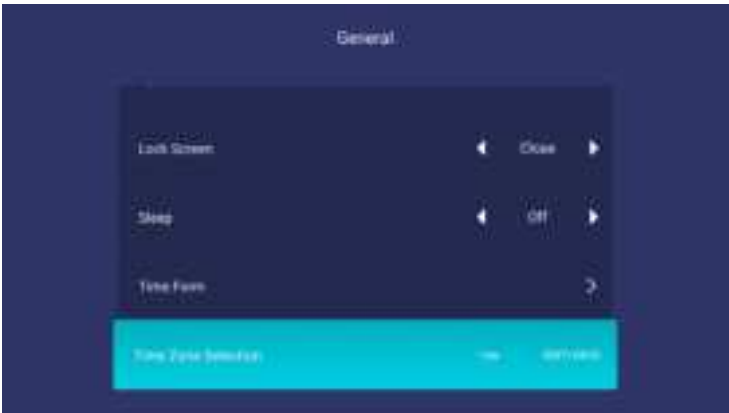 General
Lock Screen Close
Sleep Off
Time Form
Time Zone Selection